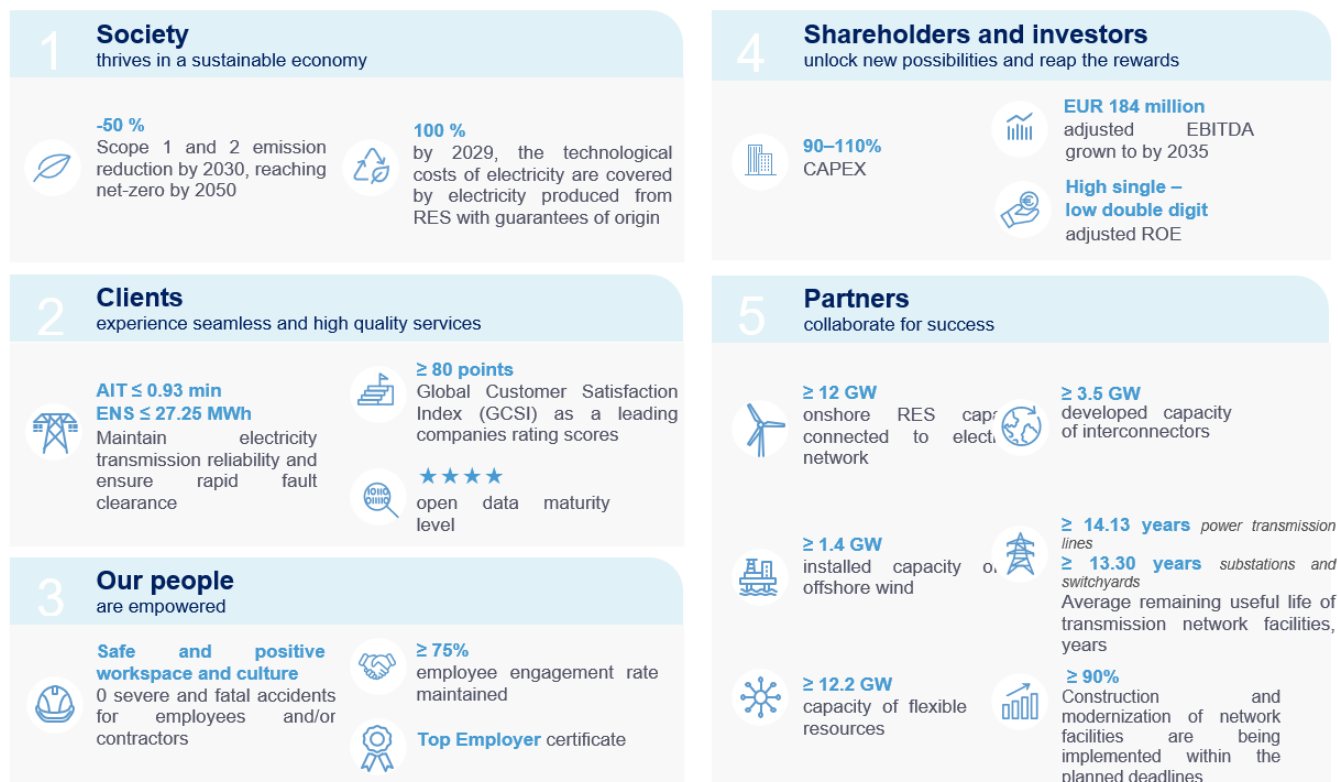 1
Society
thrives in a sustainable economy
-50 %
Scope 1 and 2 emission
reduction by 2030, reaching
net-zero by 2050
100 %
by 2029, the technological
costs of electricity are covered
by electricity produced from
RES with guarantees of origin
2
Clients
experience seamless and high quality services
AIT ≤ 0.93 min
ENS ≤ 27.25 MWh
Maintain electricity
transmission reliability and
ensure rapid fault
clearance
≥ 80 points
Global Customer Satisfaction
Index (GCSI) as a leading
companies rating scores
★★★★
open data maturity
level
3
Our people
are empowered
Safe and positive
workspace and culture
0 severe and fatal accidents
for employees and/or
contractors
≥ 75%
employee engagement rate
maintained
Top Employer certificate
4
Shareholders and investors
unlock new possibilities and reap the rewards
90–110%
CAPEX
EUR 184 million
adjusted EBITDA
grown to by 2035
High single –
low double digit
adjusted ROE
5
Partners
collaborate for success
≥ 12 GW
onshore RES
connected to
network
≥ 3.5 GW
developed capacity
of interconnectors
≥ 1.4 GW
installed capacity
offshore wind
≥ 14.13 years power transmission
lines
≥ 13.30 years substations and
switchyards
Average remaining useful life of
transmission network facilities,
years
≥ 12.2 GW
capacity of flexible
resources
≥ 90%
Construction and
modernization of network
facilities are being
implemented within the
planned deadlines